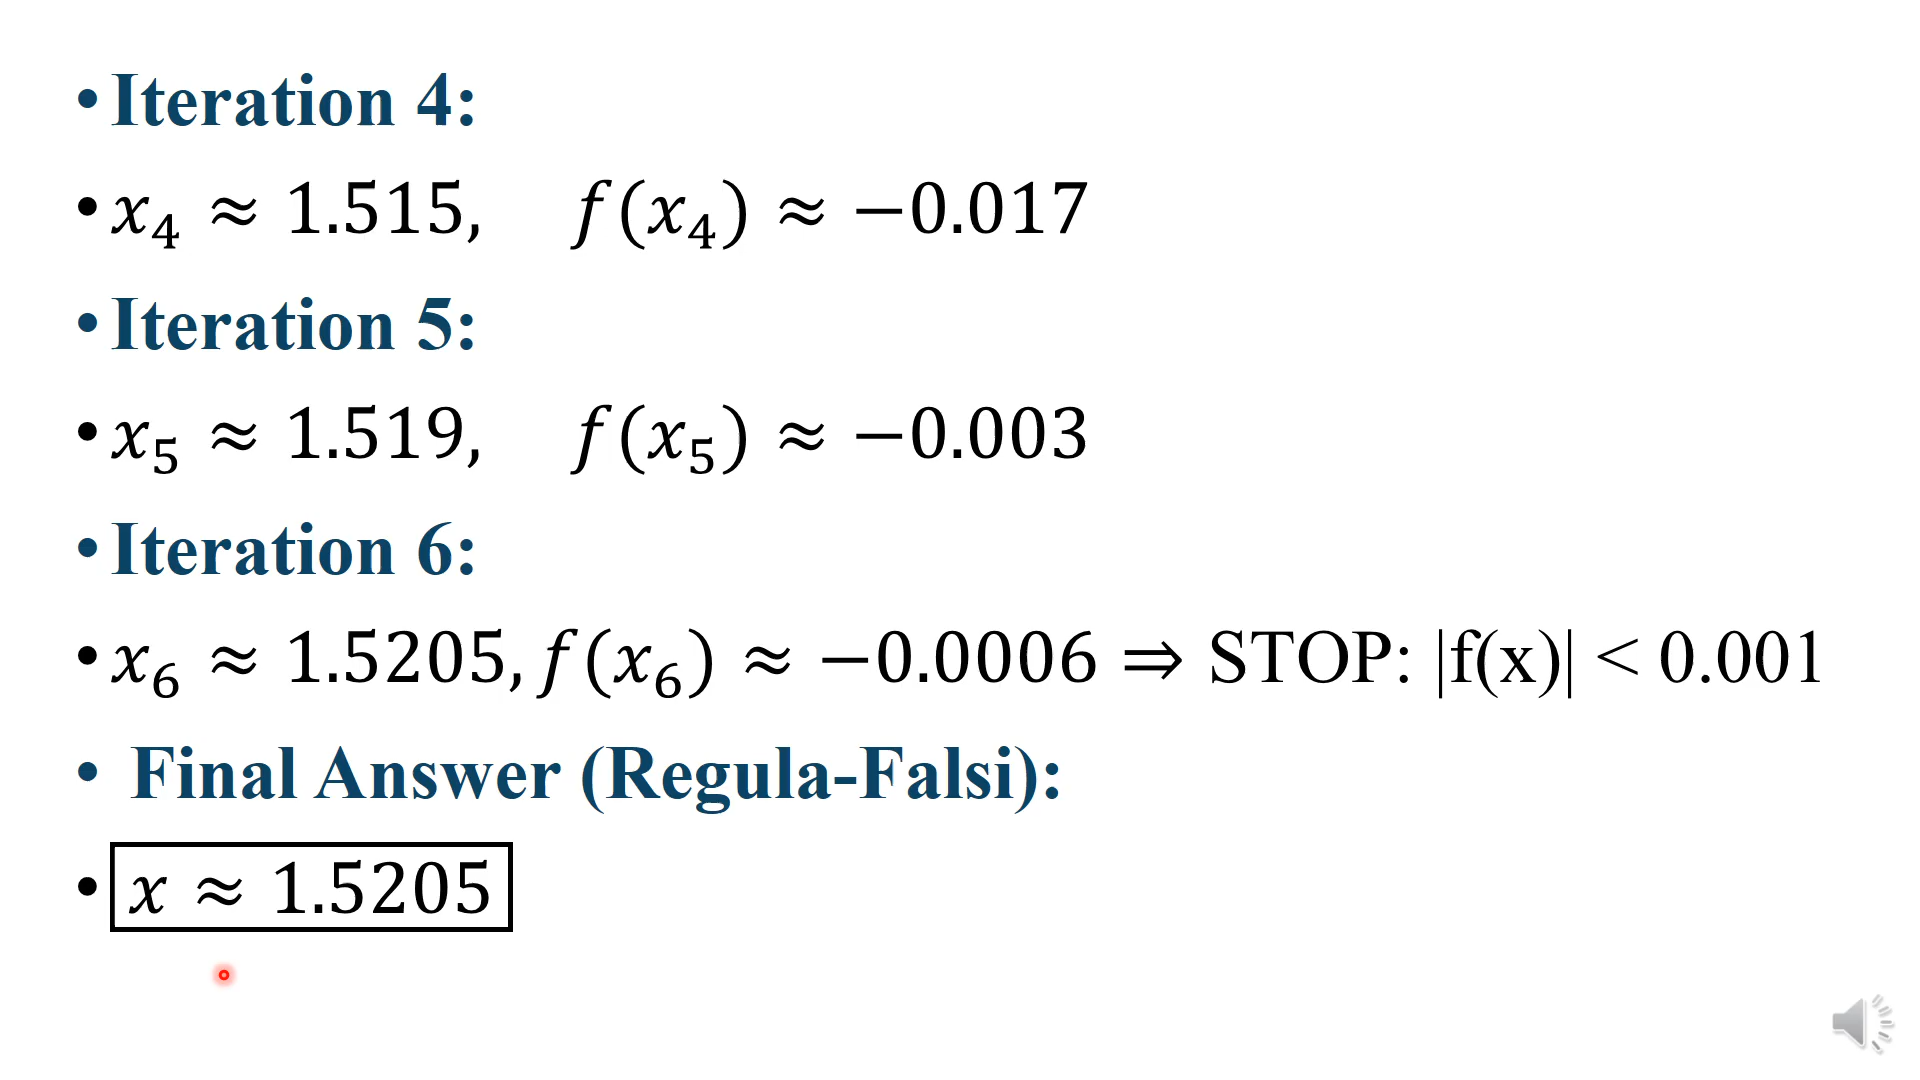 • Iteration 4:
• x₄ ≈ 1.515, f(x₄) ≈ −0.017
• Iteration 5:
• x₅ ≈ 1.519, f(x₅) ≈ −0.003
• Iteration 6:
• x₆ ≈ 1.5205, f(x₆) ≈ −0.0006 ⇒ STOP: |f(x)| < 0.001
• Final Answer (Regula-Falsi):
• x ≈ 1.5205